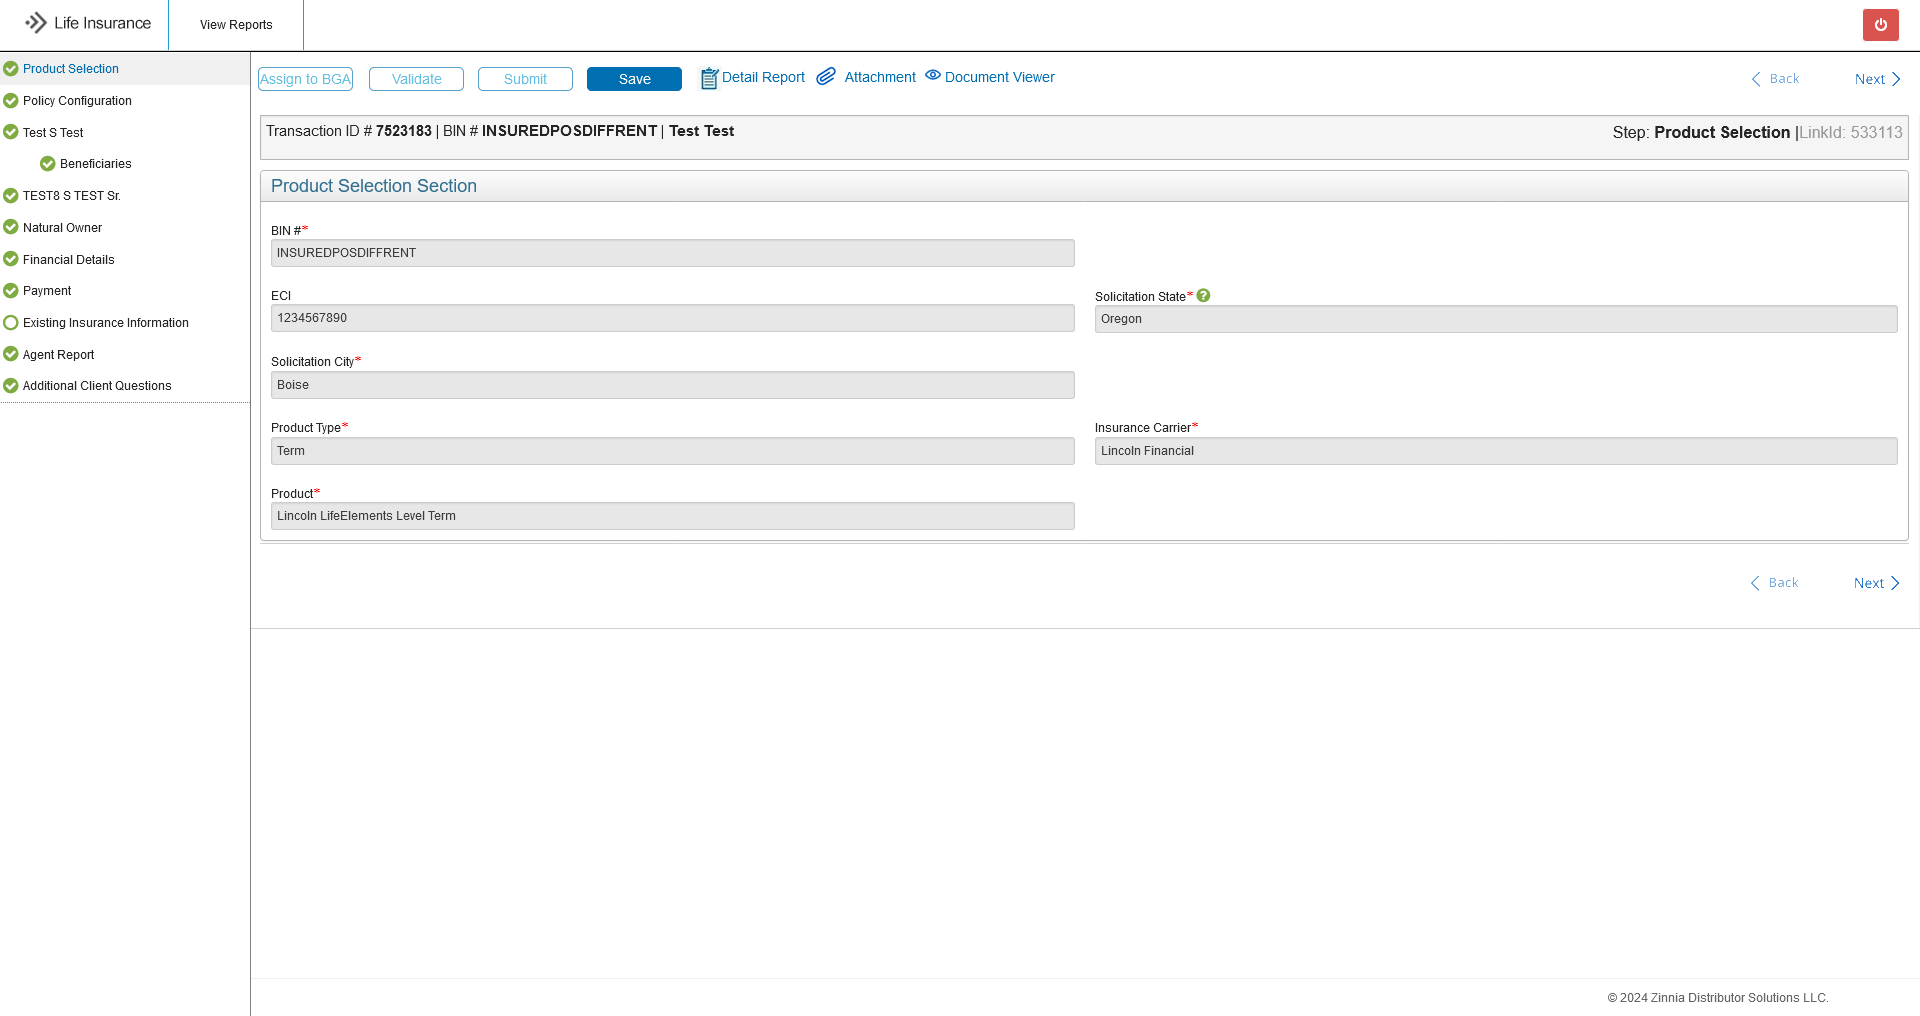 Life Insurance
View Reports
Product Selection
Policy Configuration
Test S Test
Beneficiaries
TEST8 S TEST Sr.
Natural Owner
Financial Details
Payment
Existing Insurance Information
Agent Report
Additional Client Questions
Assign to BGA Validate Submit Save Detail Report Attachment Document Viewer Back Next
Transaction ID # 7523183 | BIN # INSUREDPOSDIFFRENT | Test Test
Step: Product Selection |LinkId: 533113
Product Selection Section
BIN #*
INSUREDPOSDIFFRENT
ECI
1234567890
Solicitation State* ?
Oregon
Solicitation City*
Boise
Product Type*
Term
Insurance Carrier*
Lincoln Financial
Product*
Lincoln LifeElements Level Term
Back Next
© 2024 Zinnia Distributor Solutions LLC.